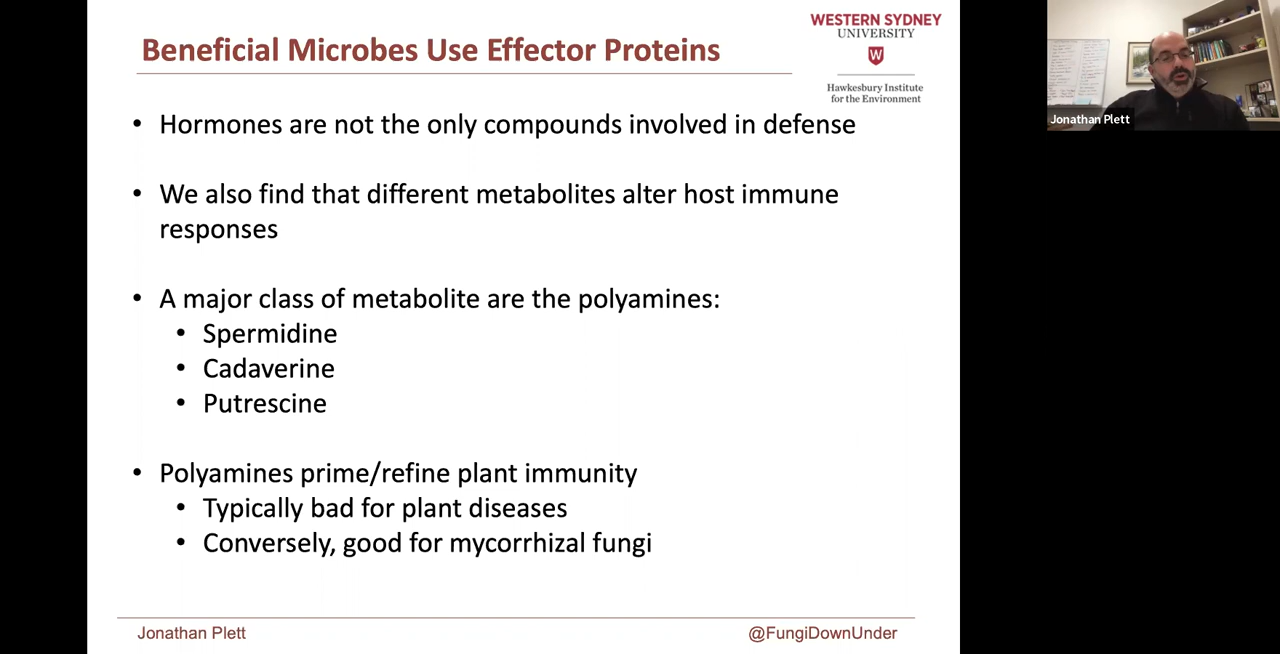 Beneficial Microbes Use Effector Proteins
WESTERN SYDNEY
UNIVERSITY
W
Hawkesbury Institute
for the Environment
• Hormones are not the only compounds involved in defense
• We also find that different metabolites alter host immune
responses
• A major class of metabolite are the polyamines:
• Spermidine
• Cadaverine
• Putrescine
• Polyamines prime/refine plant immunity
• Typically bad for plant diseases
• Conversely, good for mycorrhizal fungi
Jonathan Plett
@FungiDownUnder
Jonathan Plett